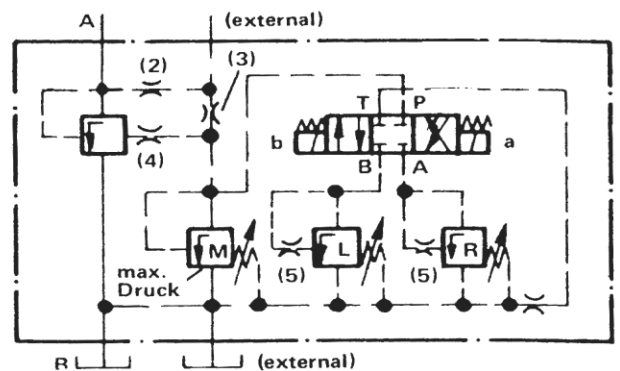 A (external)
(2) (3)
T P
b a
(4)
B A
M L R
(5) (5)
max.
Druck
R (external)